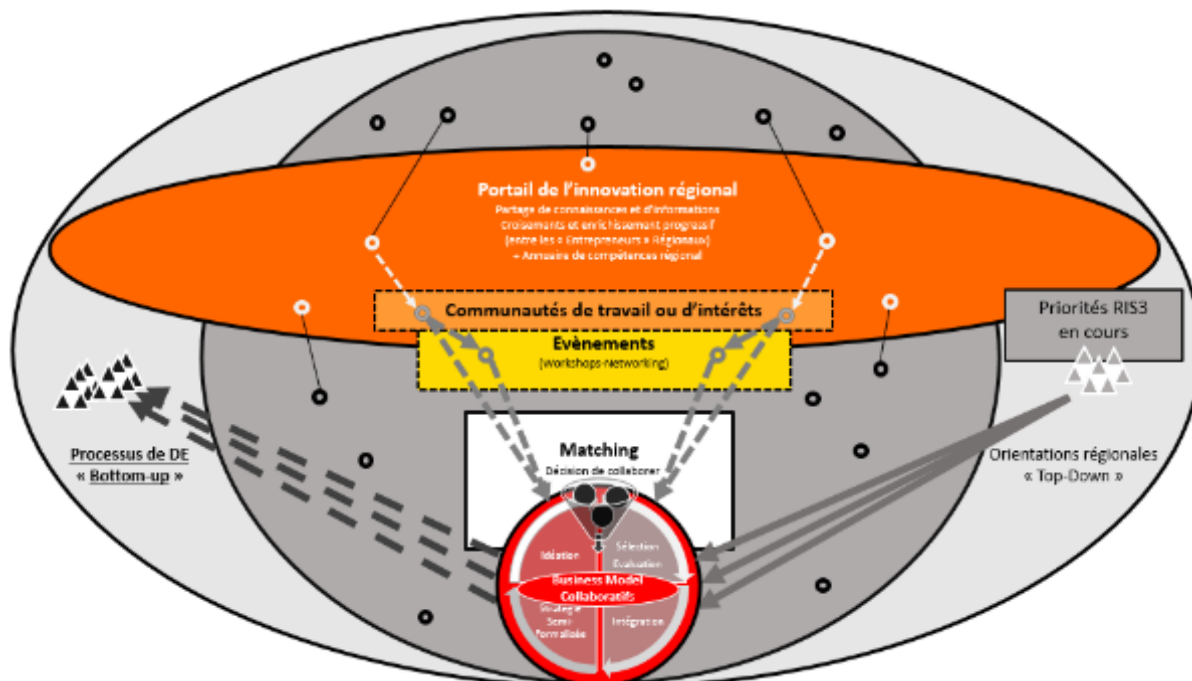 Portail de l'innovation régional
Partage de connaissances et d'informations
Croisements et enrichissement progressif
(entre les « Entrepreneurs » Régionaux)
+ Annuaire de compétences régional
Communautés de travail ou d'intérêts
Evènements
(Workshops-Networking)
Priorités RIS3
en cours
Matching
Décision de collaborer
Processus de DE
« Bottom-up »
Orientations régionales
« Top-Down »
Idéation
Sélection
Evaluation
Business Model
Collaboratifs
Stratégie
Semi-
Formalisée
Intégration